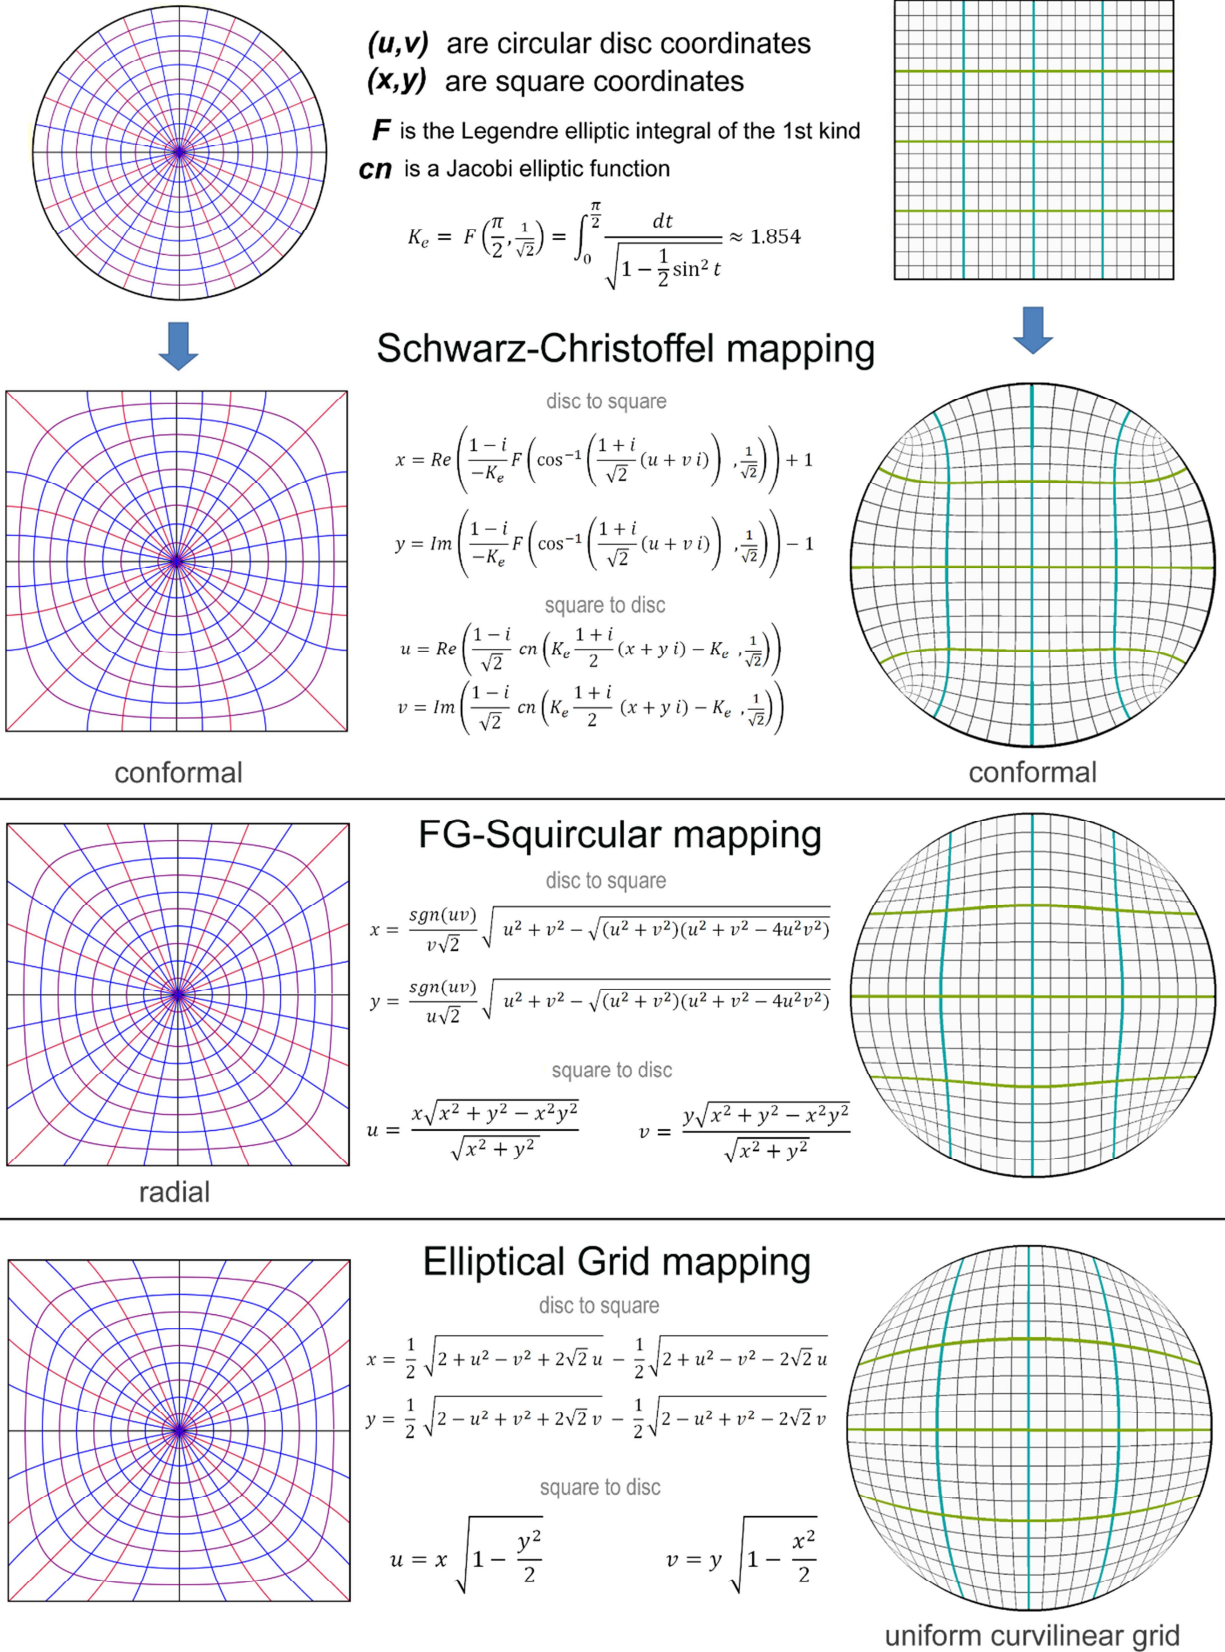 (u,v) are circular disc coordinates
(x,y) are square coordinates
F is the Legendre elliptic integral of the 1st kind
cn is a Jacobi elliptic function
K_e = F(π/2, 1/√2) = ∫_0^{π/2} dt / √(1 − 1/2 sin² t) ≈ 1.854
Schwarz-Christoffel mapping
disc to square
x = Re( (1 − i)/(−K_e) F( cos⁻¹( (1 + i)/√2 (u + v i) ) , 1/√2 ) ) + 1
y = Im( (1 − i)/(−K_e) F( cos⁻¹( (1 + i)/√2 (u + v i) ) , 1/√2 ) ) − 1
square to disc
u = Re( (1 − i)/√2 cn( K_e (1 + i)/2 (x + y i) − K_e , 1/√2 ) )
v = Im( (1 − i)/√2 cn( K_e (1 + i)/2 (x + y i) − K_e , 1/√2 ) )
conformal
conformal
FG-Squircular mapping
disc to square
x = sgn(uv)/(v√2) √( u² + v² − √( (u² + v²)(u² + v² − 4u²v²) ) )
y = sgn(uv)/(u√2) √( u² + v² − √( (u² + v²)(u² + v² − 4u²v²) ) )
square to disc
u = x√(x² + y² − x²y²) / √(x² + y²) v = y√(x² + y² − x²y²) / √(x² + y²)
radial
Elliptical Grid mapping
disc to square
x = 1/2 √(2 + u² − v² + 2√2 u) − 1/2 √(2 + u² − v² − 2√2 u)
y = 1/2 √(2 − u² + v² + 2√2 v) − 1/2 √(2 − u² + v² − 2√2 v)
square to disc
u = x √(1 − y²/2) v = y √(1 − x²/2)
uniform curvilinear grid